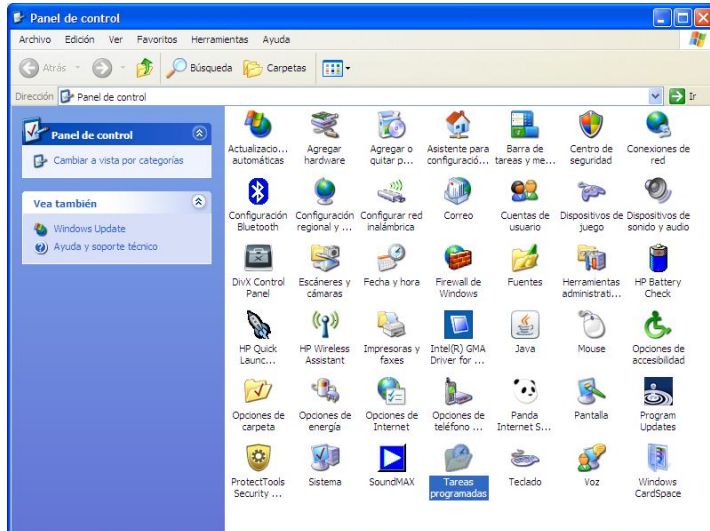 Panel de control
Archivo Edición Ver Favoritos Herramientas Ayuda
Atrás Búsqueda Carpetas
Dirección Panel de control Ir
Panel de control
Cambiar a vista por categorías
Vea también
Windows Update
Ayuda y soporte técnico
Actualizacio... automáticas
Agregar hardware
Agregar o quitar p...
Asistente para configuració...
Barra de tareas y me...
Centro de seguridad
Conexiones de red
Configuración Bluetooth
Configuración regional y ...
Configurar red inalámbrica
Correo
Cuentas de usuario
Dispositivos de juego
Dispositivos de sonido y audio
DivX Control Panel
Escáneres y cámaras
Fecha y hora
Firewall de Windows
Fuentes
Herramientas administrati...
HP Battery Check
HP Quick Launc...
HP Wireless Assistant
Impresoras y faxes
Intel(R) GMA Driver for ...
Java
Mouse
Opciones de accesibilidad
Opciones de carpeta
Opciones de energía
Opciones de Internet
Opciones de teléfono ...
Panda Internet S...
Pantalla
Program Updates
ProtectTools Security ...
Sistema
SoundMAX
Tareas programadas
Teclado
Voz
Windows CardSpace